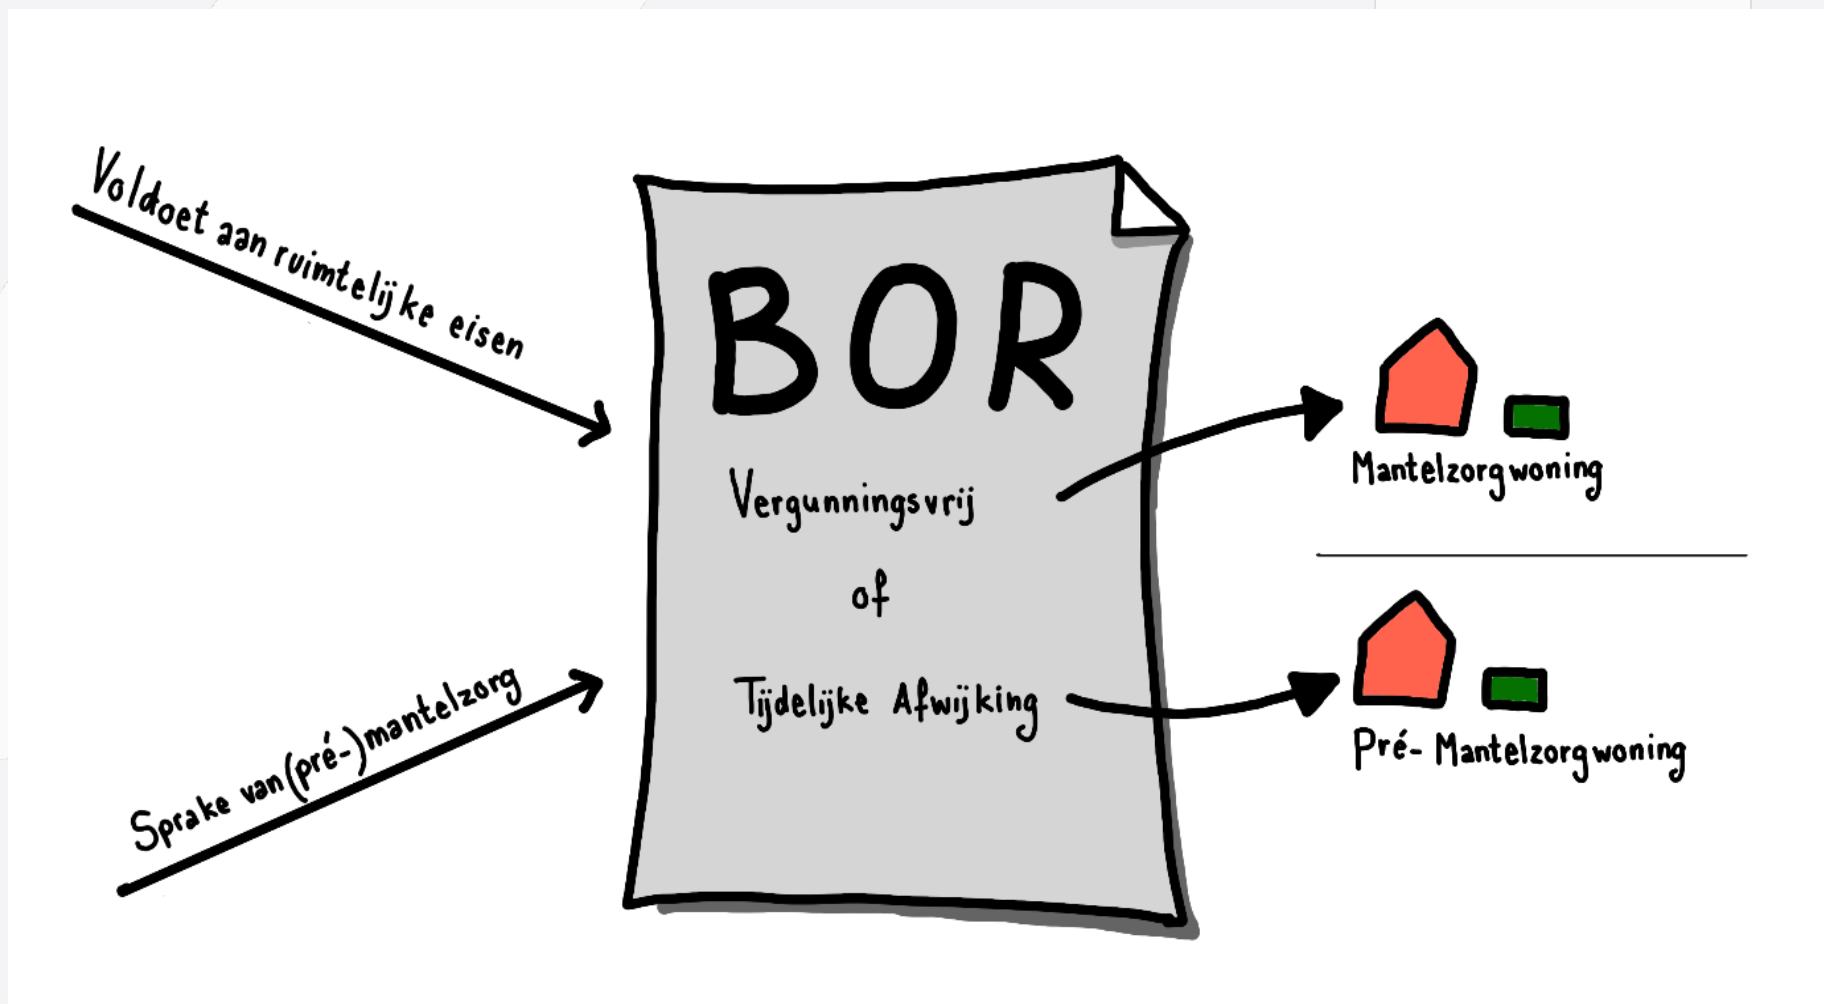 Voldoet aan ruimtelijke eisen
Sprake van (pré-)mantelzorg
BOR
Vergunningsvrij
of
Tijdelijke Afwijking
Mantelzorgwoning
Pré-Mantelzorgwoning